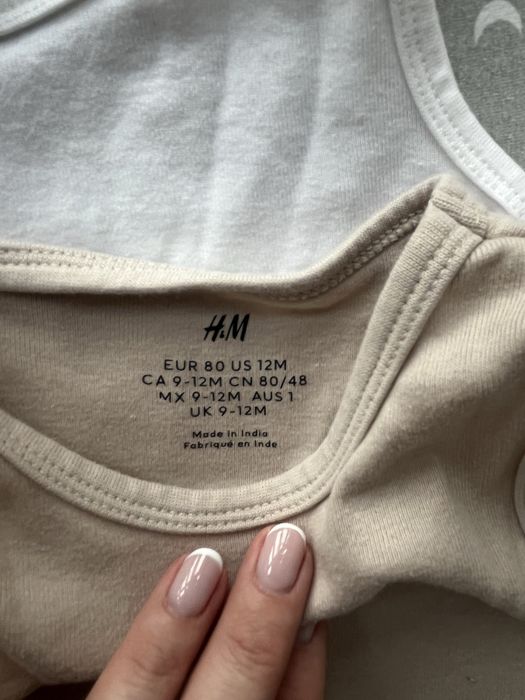 H&M
EUR 80 US 12M
CA 9-12M CN 80/48
MX 9-12M AUS 1
UK 9-12M
Made in India
Fabriqué en Inde